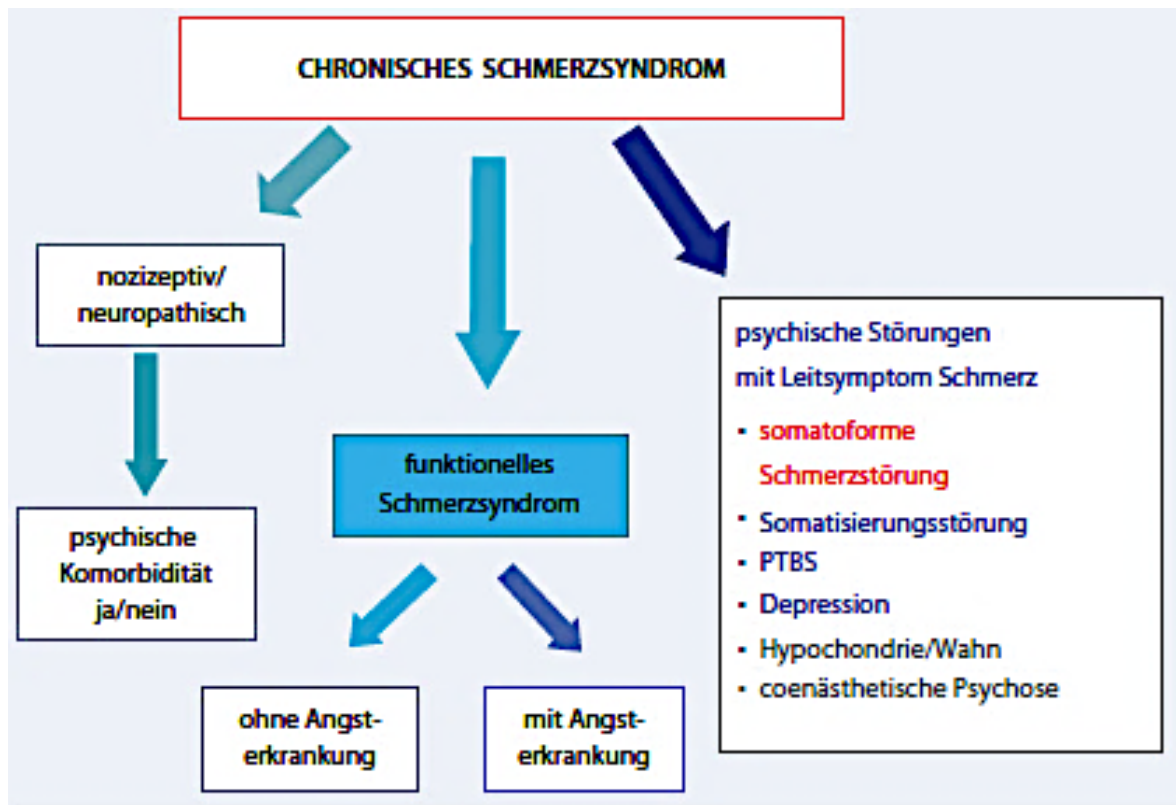 CHRONISCHES SCHMERZSYNDROM
nozizeptiv/
neuropathisch
psychische
Komorbidität
ja/nein
funktionelles
Schmerzsyndrom
ohne Angst-
erkrankung
mit Angst-
erkrankung
psychische Störungen
mit Leitsymptom Schmerz
▪ somatoforme
Schmerzstörung
▪ Somatisierungsstörung
▪ PTBS
▪ Depression
▪ Hypochondrie/Wahn
▪ coenästhetische Psychose